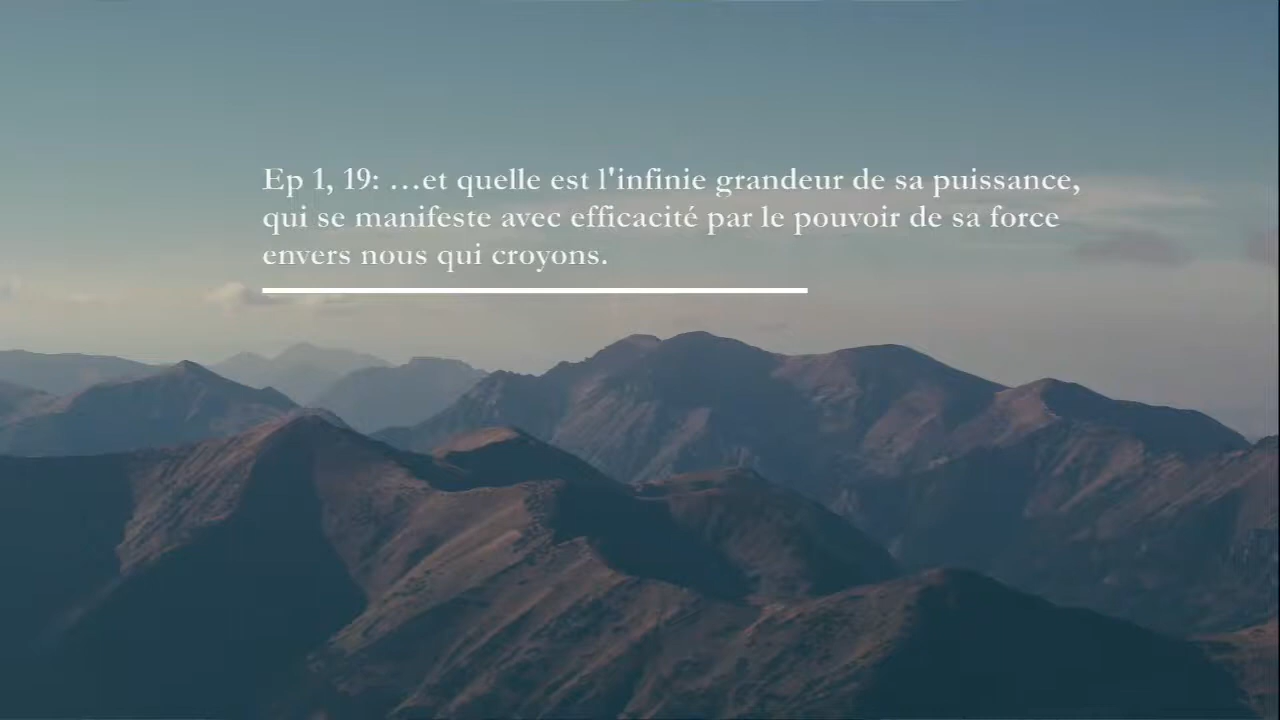 Ep 1, 19: …et quelle est l'infinie grandeur de sa puissance,
qui se manifeste avec efficacité par le pouvoir de sa force
envers nous qui croyons.